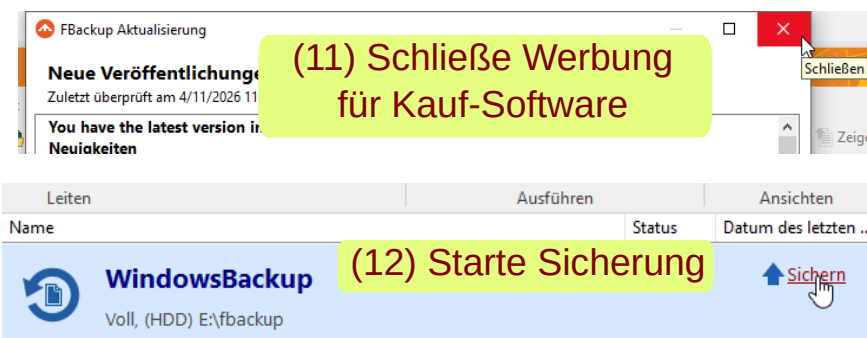 FBackup Aktualisierung
(11) Schließe Werbung
für Kauf-Software
Schließen
Neue Veröffentlichunge
Zuletzt überprüft am 4/11/2026 11
You have the latest version in
Neuigkeiten
Zeige
Leiten Ausführen Ansichten
Name Status Datum des letzten ...
(12) Starte Sicherung
WindowsBackup Sichern
Voll, (HDD) E:\fbackup